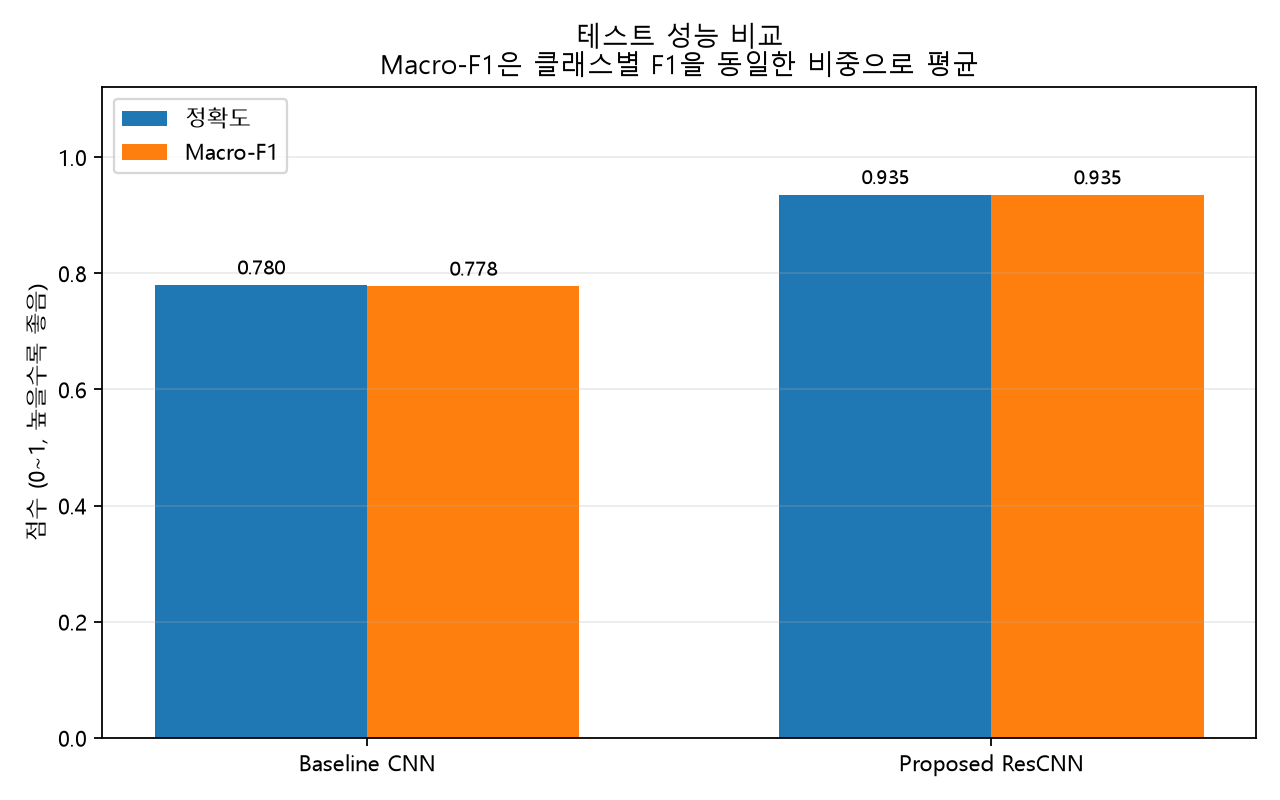 테스트 성능 비교
Macro-F1은 클래스별 F1을 동일한 비중으로 평균
정확도
Macro-F1
점수 (0~1, 높을수록 좋음)
1.0
0.8
0.6
0.4
0.2
0.0
0.780
0.778
0.935
0.935
Baseline CNN
Proposed ResCNN